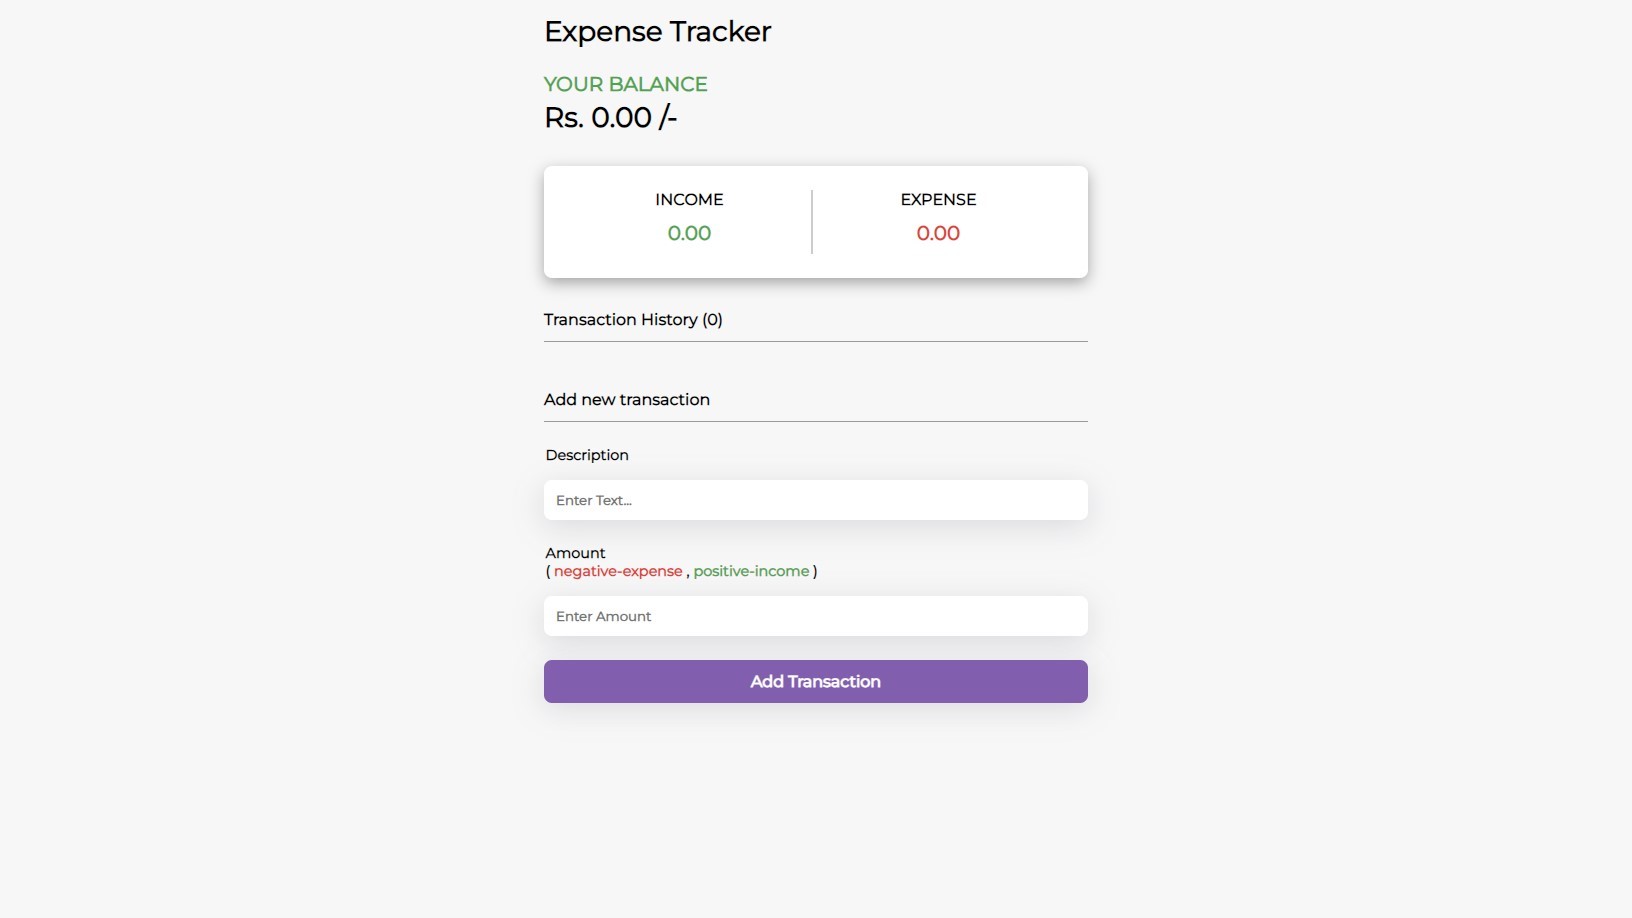 Expense Tracker
YOUR BALANCE
Rs. 0.00 /-
INCOME EXPENSE
0.00 0.00
Transaction History (0)
Add new transaction
Description
Enter Text...
Amount
( negative-expense , positive-income )
Enter Amount
Add Transaction